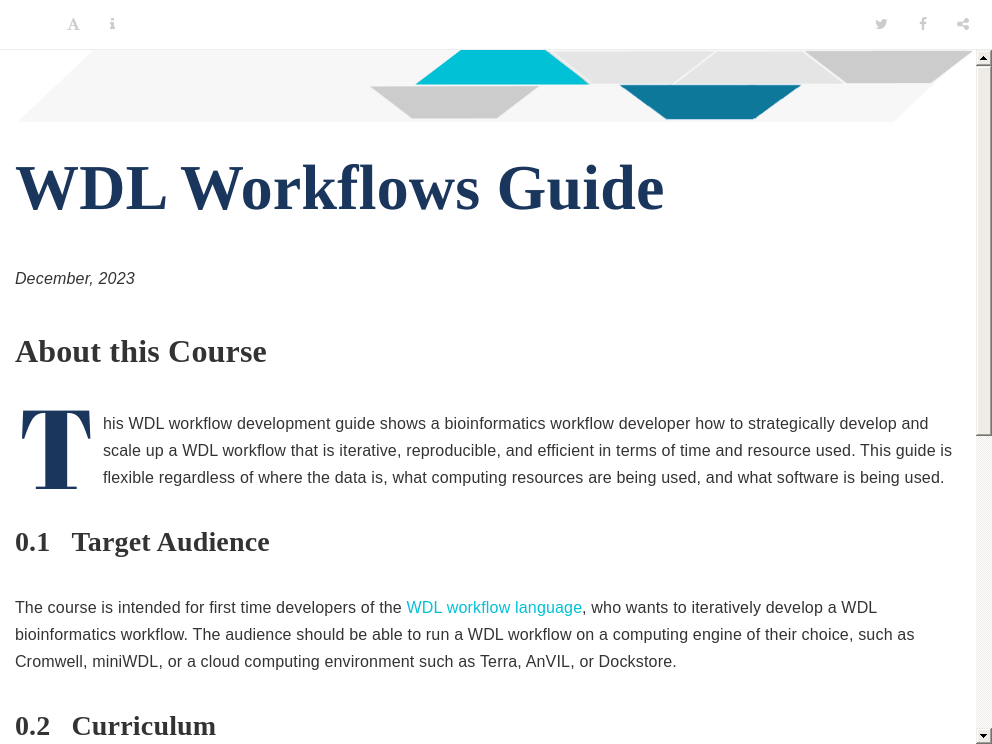 WDL Workflows Guide
December, 2023
About this Course
This WDL workflow development guide shows a bioinformatics workflow developer how to strategically develop and
scale up a WDL workflow that is iterative, reproducible, and efficient in terms of time and resource used. This guide is
flexible regardless of where the data is, what computing resources are being used, and what software is being used.
0.1 Target Audience
The course is intended for first time developers of the WDL workflow language, who wants to iteratively develop a WDL
bioinformatics workflow. The audience should be able to run a WDL workflow on a computing engine of their choice, such as
Cromwell, miniWDL, or a cloud computing environment such as Terra, AnVIL, or Dockstore.
0.2 Curriculum